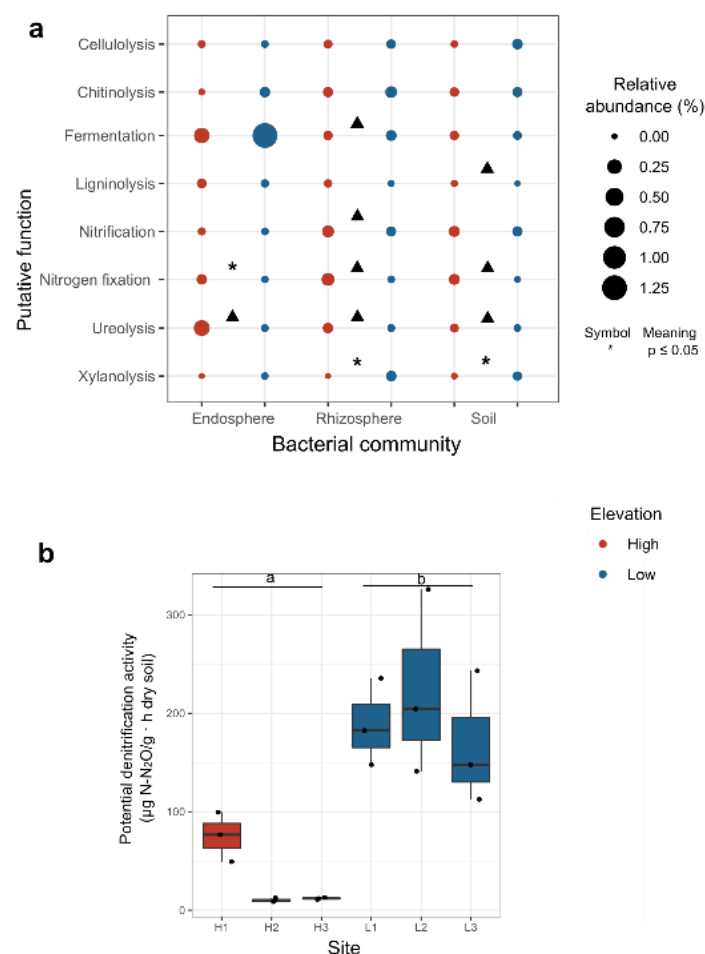 a
Cellulolysis
Chitinolysis
Fermentation
Ligninolysis
Nitrification
Nitrogen fixation
Ureolysis
Xylanolysis
Putative function
*
*
*
Endosphere
Rhizosphere
Soil
Bacterial community
Relative
abundance (%)
0.00
0.25
0.50
0.75
1.00
1.25
Symbol Meaning
* p ≤ 0.05
Elevation
High
Low
b
a
b
Potential denitrification activity
(µg N-N₂O/g · h dry soil)
300
200
100
0
H1
H2
H3
L1
L2
L3
Site